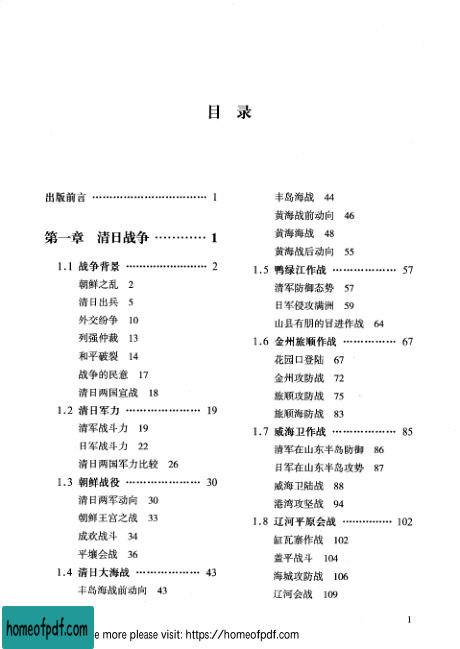 目 录
出版前言 ································ 1
第一章 清日战争 ············ 1
1.1 战争背景 ························ 2
朝鲜之乱 2
清日出兵 5
外交纷争 10
列强仲裁 13
和平破裂 14
战争的民意 17
清日两国宣战 18
1.2 清日军力 ······················ 19
清军战斗力 19
日军战斗力 22
清日两国军力比较 26
1.3 朝鲜战役 ······················ 30
清日两军动向 30
朝鲜王宫之战 33
成欢战斗 34
平壤会战 36
1.4 清日大海战 ··················· 43
丰岛海战前动向 43
丰岛海战 44
黄海战前动向 46
黄海海战 48
黄海战后动向 55
1.5 鸭绿江作战 ··················· 57
清军防御态势 57
日军侵攻满洲 59
山县有朋的冒进作战 64
1.6 金州旅顺作战 ················ 67
花园口登陆 67
金州攻防战 72
旅顺攻防战 75
旅顺海防战 83
1.7 威海卫作战 ··················· 85
清军在山东半岛防御 86
日军在山东半岛攻势 87
威海卫陆战 88
港湾攻坚战 94
1.8 辽河平原会战 ··············· 102
缸瓦寨作战 102
盖平战斗 104
海城攻防战 106
辽河会战 109
1
homeofpdf.com
e more please visit: https://homeofpdf.com